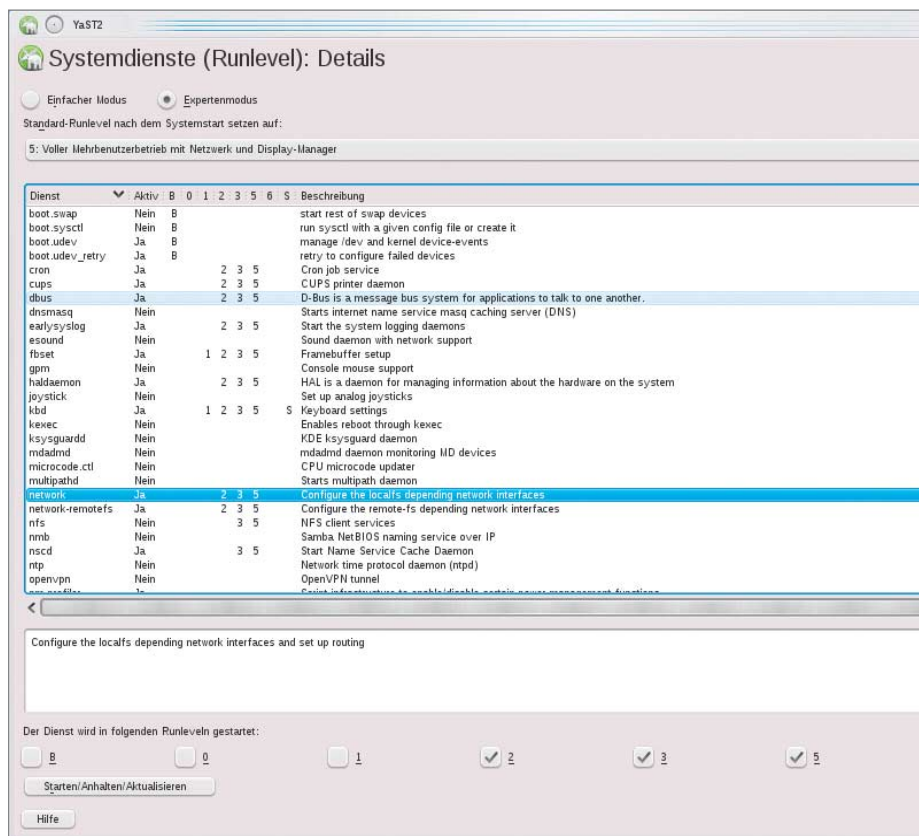 YaST2
Systemdienste (Runlevel): Details
Einfacher Modus Expertenmodus
Standard-Runlevel nach dem Systemstart setzen auf:
5: Voller Mehrbenutzerbetrieb mit Netzwerk und Display-Manager
Dienst Aktiv B 0 1 2 3 5 6 S Beschreibung
boot.swap Nein B start rest of swap devices
boot.sysctl Nein B run sysctl with a given config file or create it
boot.udev Ja B manage /dev and kernel device-events
boot.udev_retry Ja B retry to configure failed devices
cron Ja 2 3 5 Cron job service
cups Ja 2 3 5 CUPS printer daemon
dbus Ja 2 3 5 D-Bus is a message bus system for applications to talk to one another.
dnsmasq Nein Starts internet name service masq caching server (DNS)
earlysyslog Ja 2 3 5 Start the system logging daemons
esound Nein Sound daemon with network support
fbset Ja 1 2 3 5 Framebuffer setup
gpm Nein Console mouse support
haldaemon Ja 2 3 5 HAL is a daemon for managing information about the hardware on the system
joystick Nein Set up analog joysticks
kbd Ja 1 2 3 5 S Keyboard settings
kexec Nein Enables reboot through kexec
ksysguardd Nein KDE ksysguard daemon
mdadmd Nein mdadmd daemon monitoring MD devices
microcode.ctl Nein CPU microcode updater
multipathd Nein Starts multipath daemon
network Ja 2 3 5 Configure the localfs depending network interfaces
network-remotefs Ja 2 3 5 Configure the remote-fs depending network interfaces
nfs Nein 3 5 NFS client services
nmb Nein Samba NetBIOS naming service over IP
nscd Ja 3 5 Start Name Service Cache Daemon
ntp Nein Network time protocol daemon (ntpd)
openvpn Nein OpenVPN tunnel
Script infrastructure to enable/disable certain power management functions
Configure the localfs depending network interfaces and set up routing
Der Dienst wird in folgenden Runleveln gestartet:
B 0 1 2 3 5
Starten/Anhalten/Aktualisieren
Hilfe